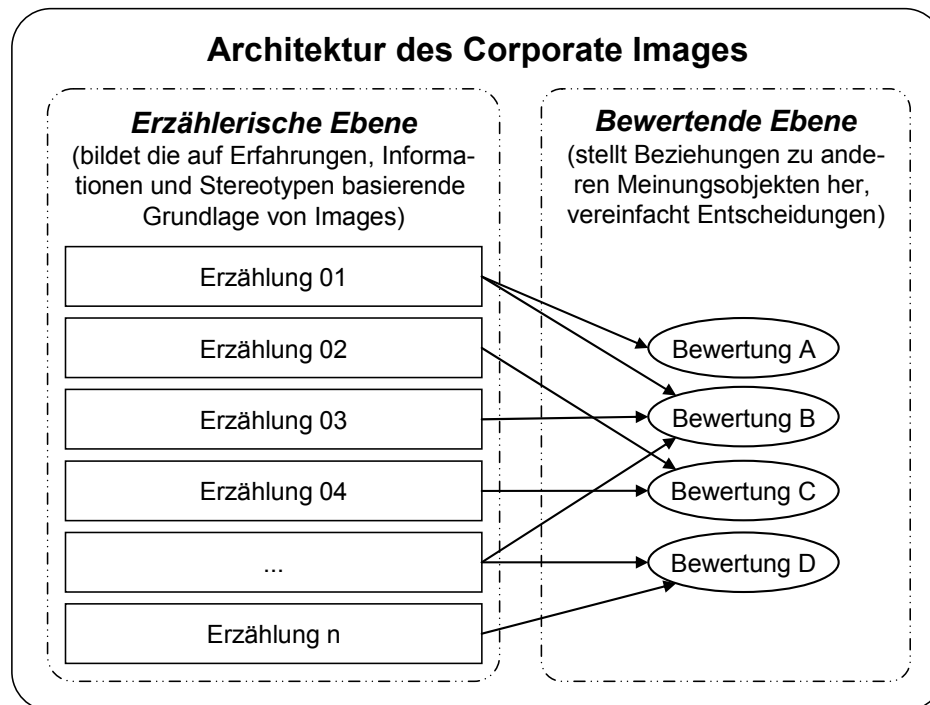 Architektur des Corporate Images
Erzählerische Ebene
(bildet die auf Erfahrungen, Informa-
tionen und Stereotypen basierende
Grundlage von Images)
Erzählung 01
Erzählung 02
Erzählung 03
Erzählung 04
...
Erzählung n
Bewertende Ebene
(stellt Beziehungen zu ande-
ren Meinungsobjekten her,
vereinfacht Entscheidungen)
Bewertung A
Bewertung B
Bewertung C
Bewertung D